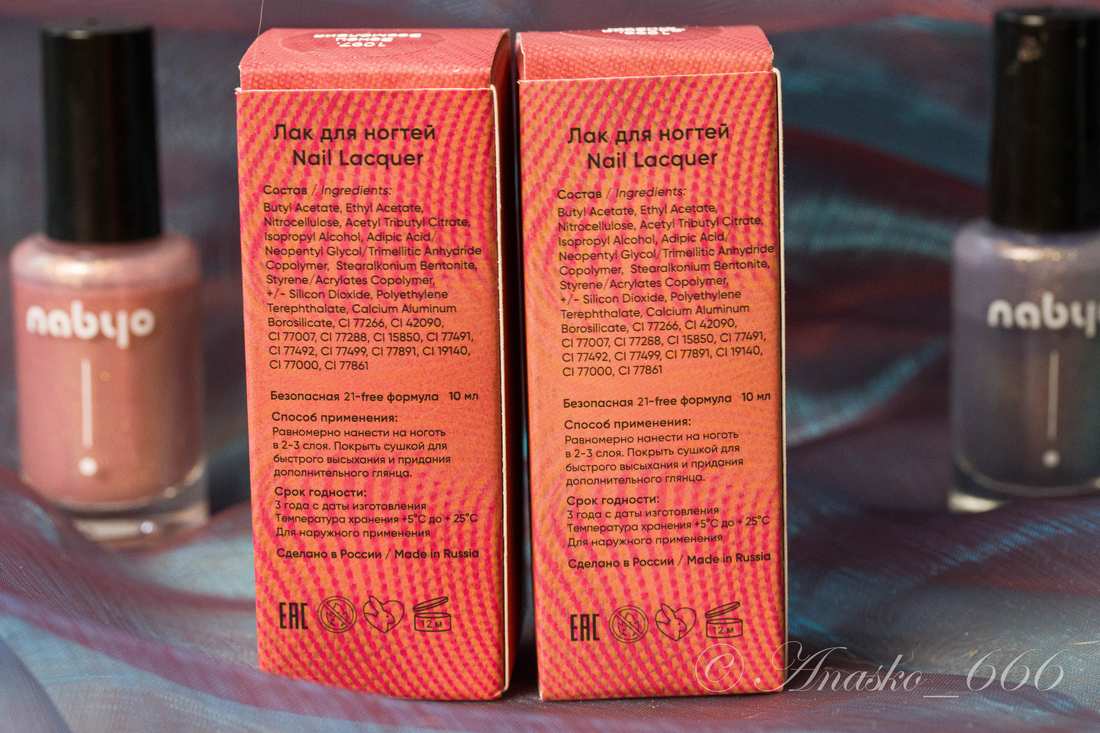 1097.
Лак для ногтей
Nail Lacquer
Состав / Ingredients:
Butyl Acetate, Ethyl Acetate,
Nitrocellulose, Acetyl Tributyl Citrate,
Isopropyl Alcohol, Adipic Acid/
Neopentyl Glycol/Trimellitic Anhydride
Copolymer, Stearalkonium Bentonite,
Styrene/Acrylates Copolymer,
+/- Silicon Dioxide, Polyethylene
Terephthalate, Calcium Aluminum
Borosilicate, CI 77266, CI 42090,
CI 77007, CI 77288, CI 15850, CI 77491,
CI 77492, CI 77499, CI 77891, CI 19140,
CI 77000, CI 77861
Безопасная 21-free формула 10 мл
Способ применения:
Равномерно нанести на ноготь
в 2-3 слоя. Покрыть сушкой для
быстрого высыхания и придания
дополнительного глянца.
Срок годности:
3 года с даты изготовления
Температура хранения +5°C до + 25°C
Для наружного применения
Сделано в России / Made in Russia
EAC
12 м
Лак для ногтей
Nail Lacquer
Состав / Ingredients:
Butyl Acetate, Ethyl Acetate,
Nitrocellulose, Acetyl Tributyl Citrate,
Isopropyl Alcohol, Adipic Acid/
Neopentyl Glycol/Trimellitic Anhydride
Copolymer, Stearalkonium Bentonite,
Styrene/Acrylates Copolymer,
+/- Silicon Dioxide, Polyethylene
Terephthalate, Calcium Aluminum
Borosilicate, CI 77266, CI 42090,
CI 77007, CI 77288, CI 15850, CI 77491,
CI 77492, CI 77499, CI 77891, CI 19140,
CI 77000, CI 77861
Безопасная 21-free формула 10 мл
Способ применения:
Равномерно нанести на ноготь
в 2-3 слоя. Покрыть сушкой для
быстрого высыхания и придания
дополнительного глянца.
Срок годности:
3 года с даты изготовления
Температура хранения +5°C до + 25°C
Для наружного применения
Сделано в России / Made in Russia
EAC
12 м
nabyo
nabyo
© Anasko_666